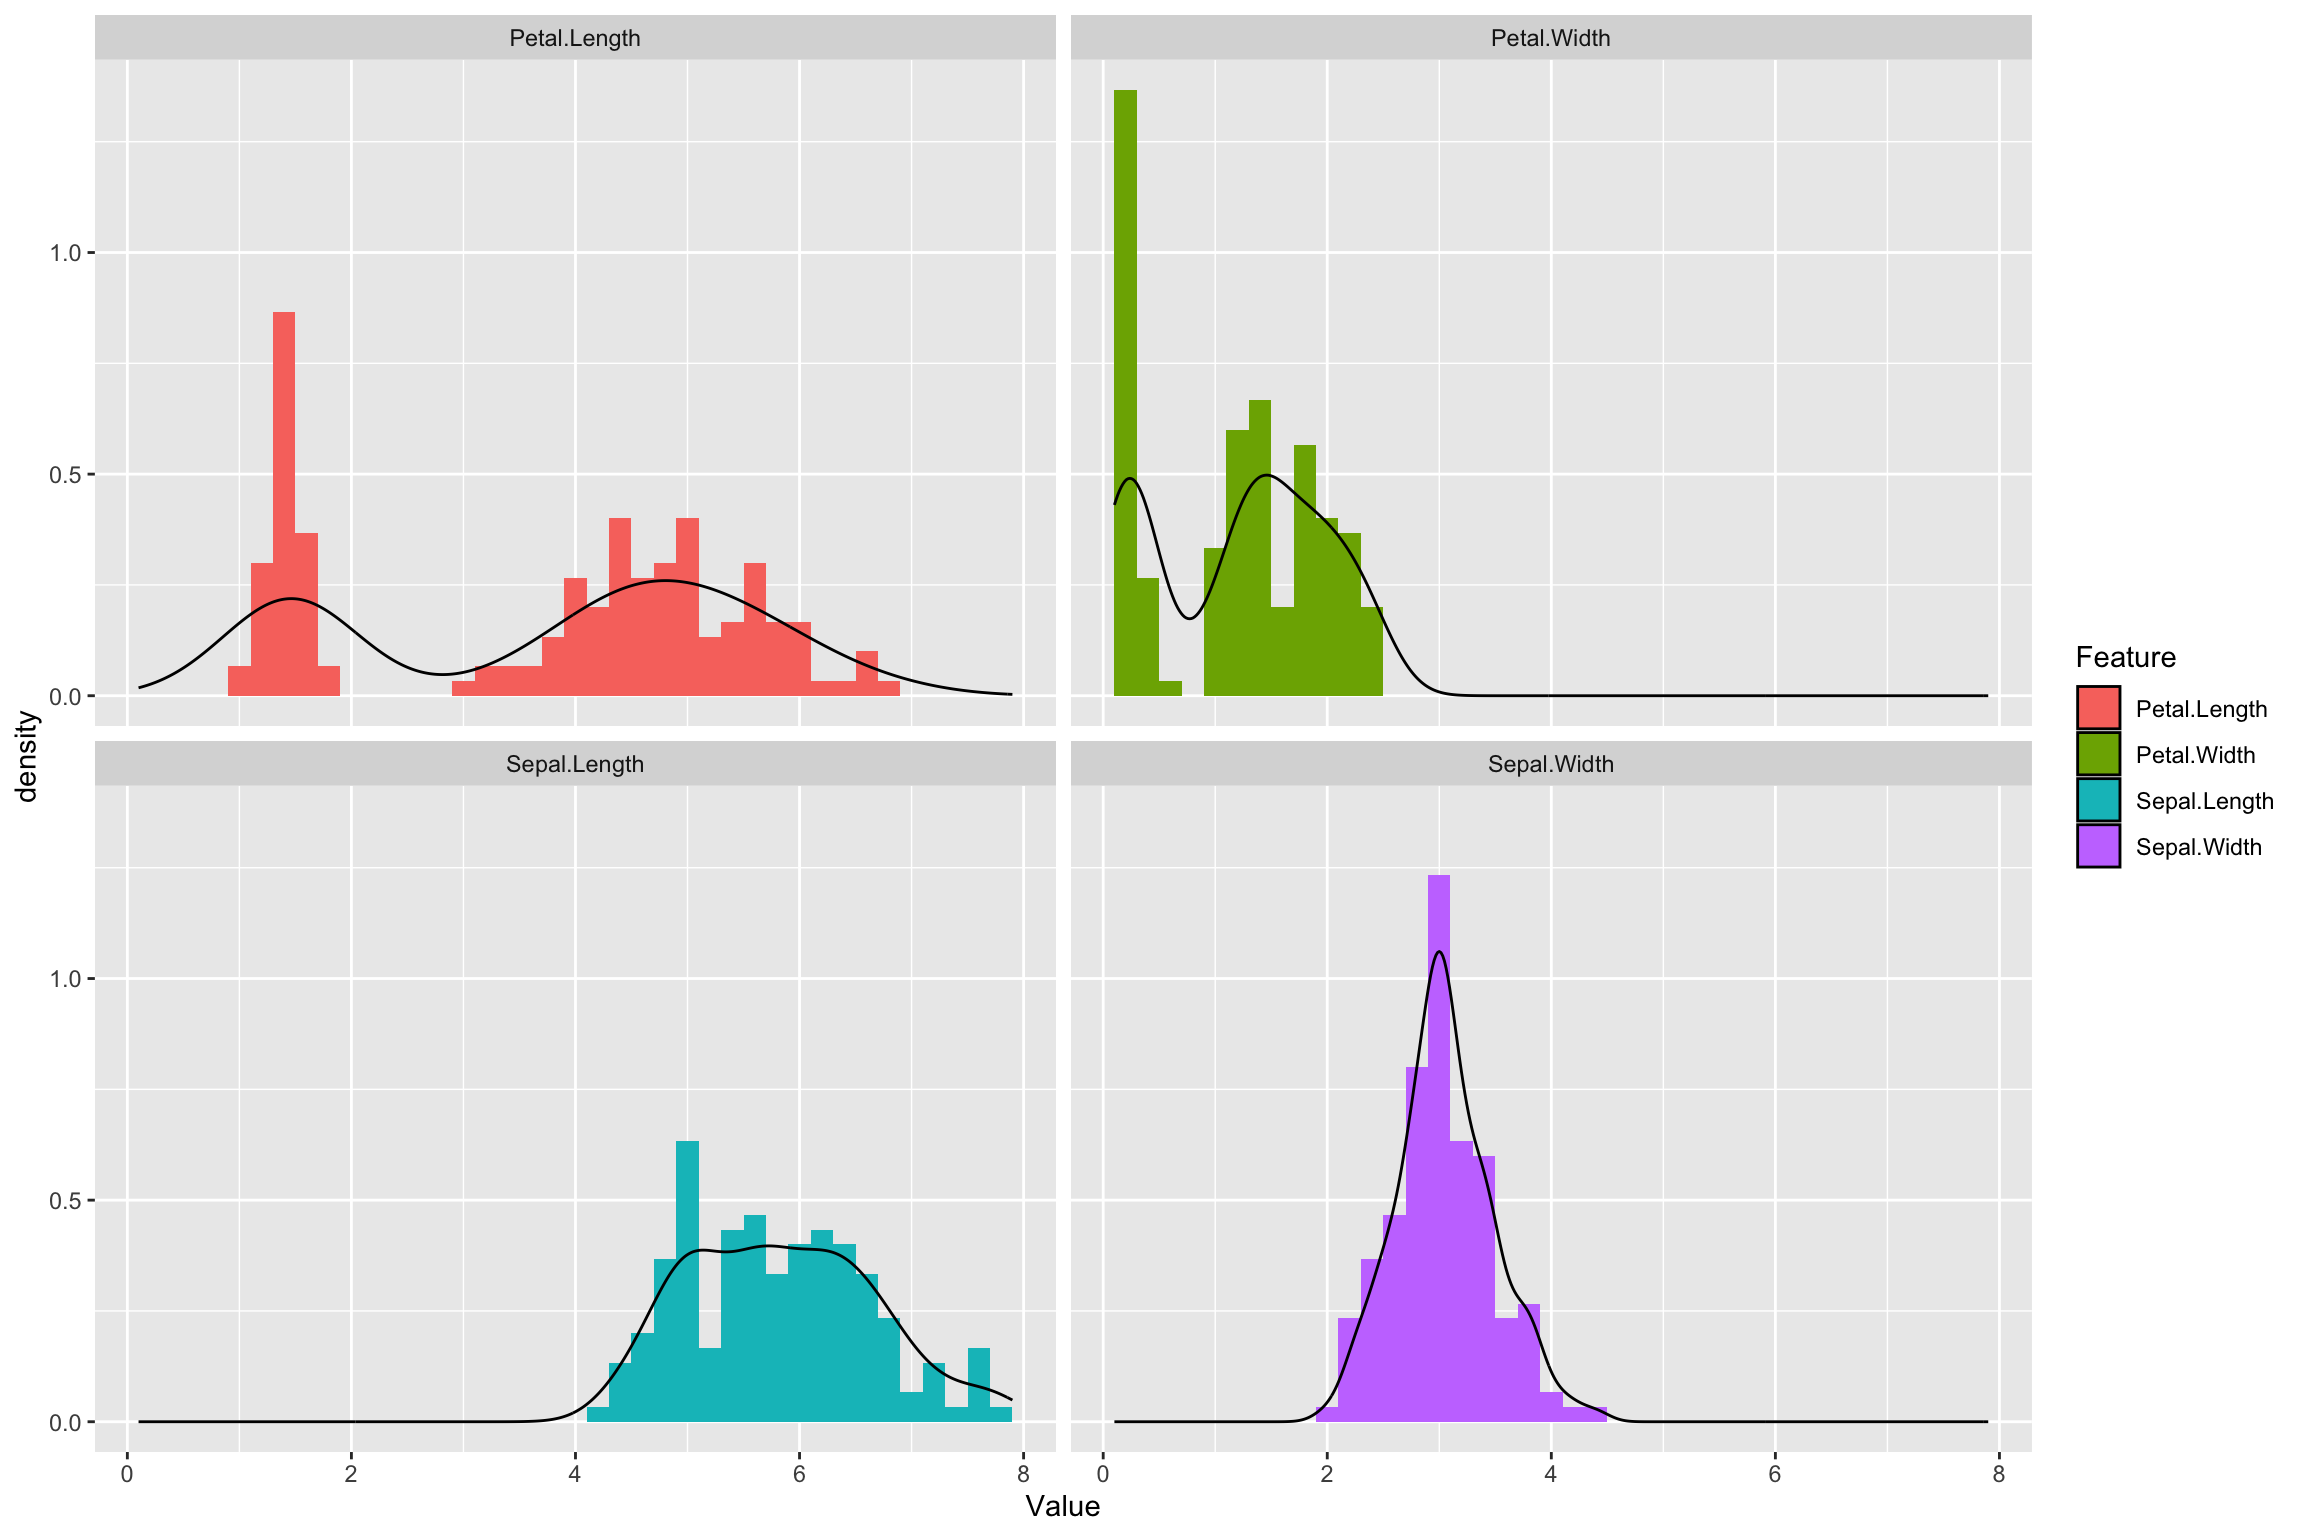 Petal.Length
Petal.Width
1.0
0.5
0.0
Sepal.Length
Sepal.Width
1.0
0.5
0.0
0 2 4 6 8
0 2 4 6 8
Value
density
Feature
Petal.Length
Petal.Width
Sepal.Length
Sepal.Width